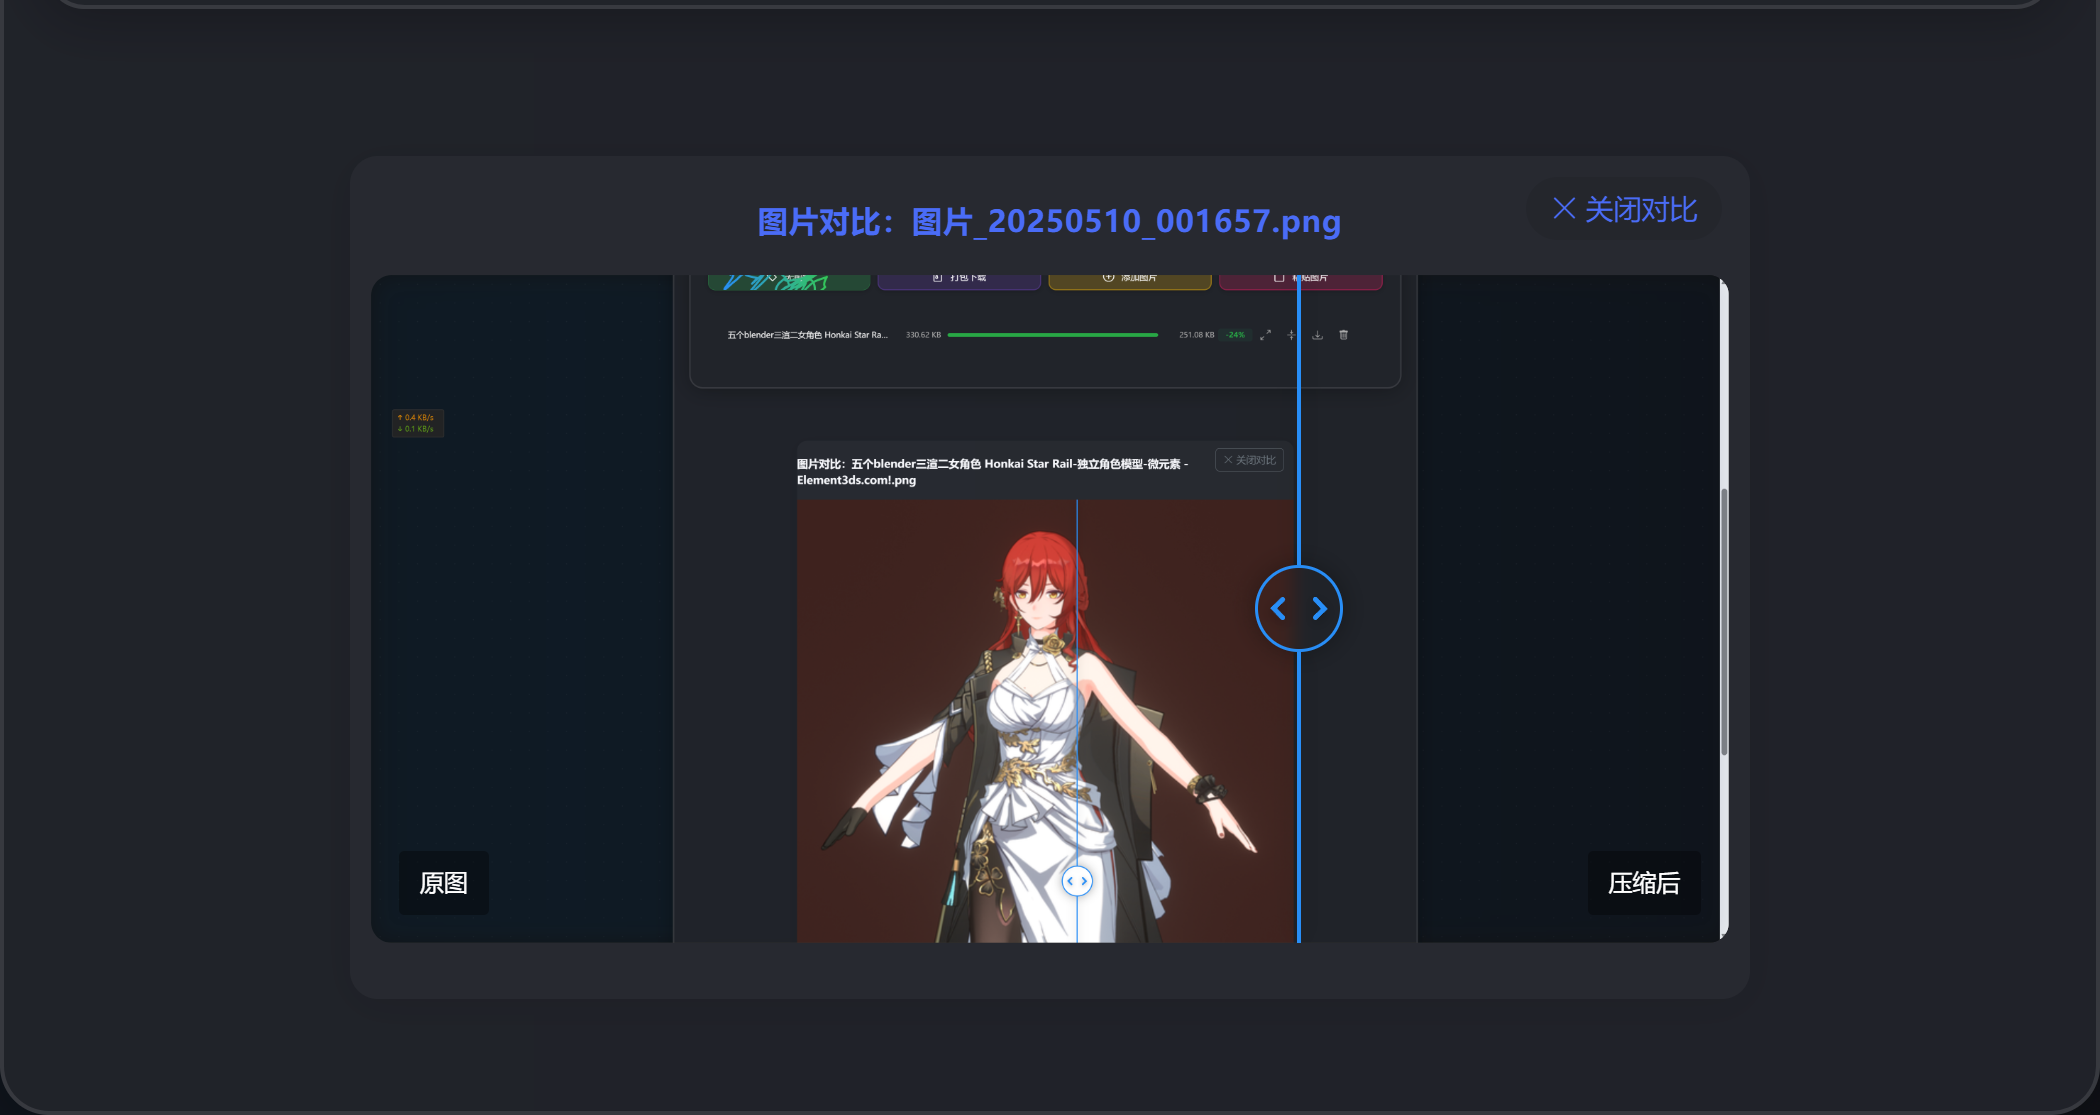 图片对比：图片_20250510_001657.png
关闭对比
打包下载
添加图片
粘贴图片
五个blender三渲二女角色 Honkai Star Ra...
330.62 KB
251.08 KB
-24%
↑ 0.4 KB/s
↓ 0.1 KB/s
图片对比：五个blender三渲二女角色 Honkai Star Rail-独立角色模型-微元素 -
Element3ds.com!.png
关闭对比
原图
压缩后